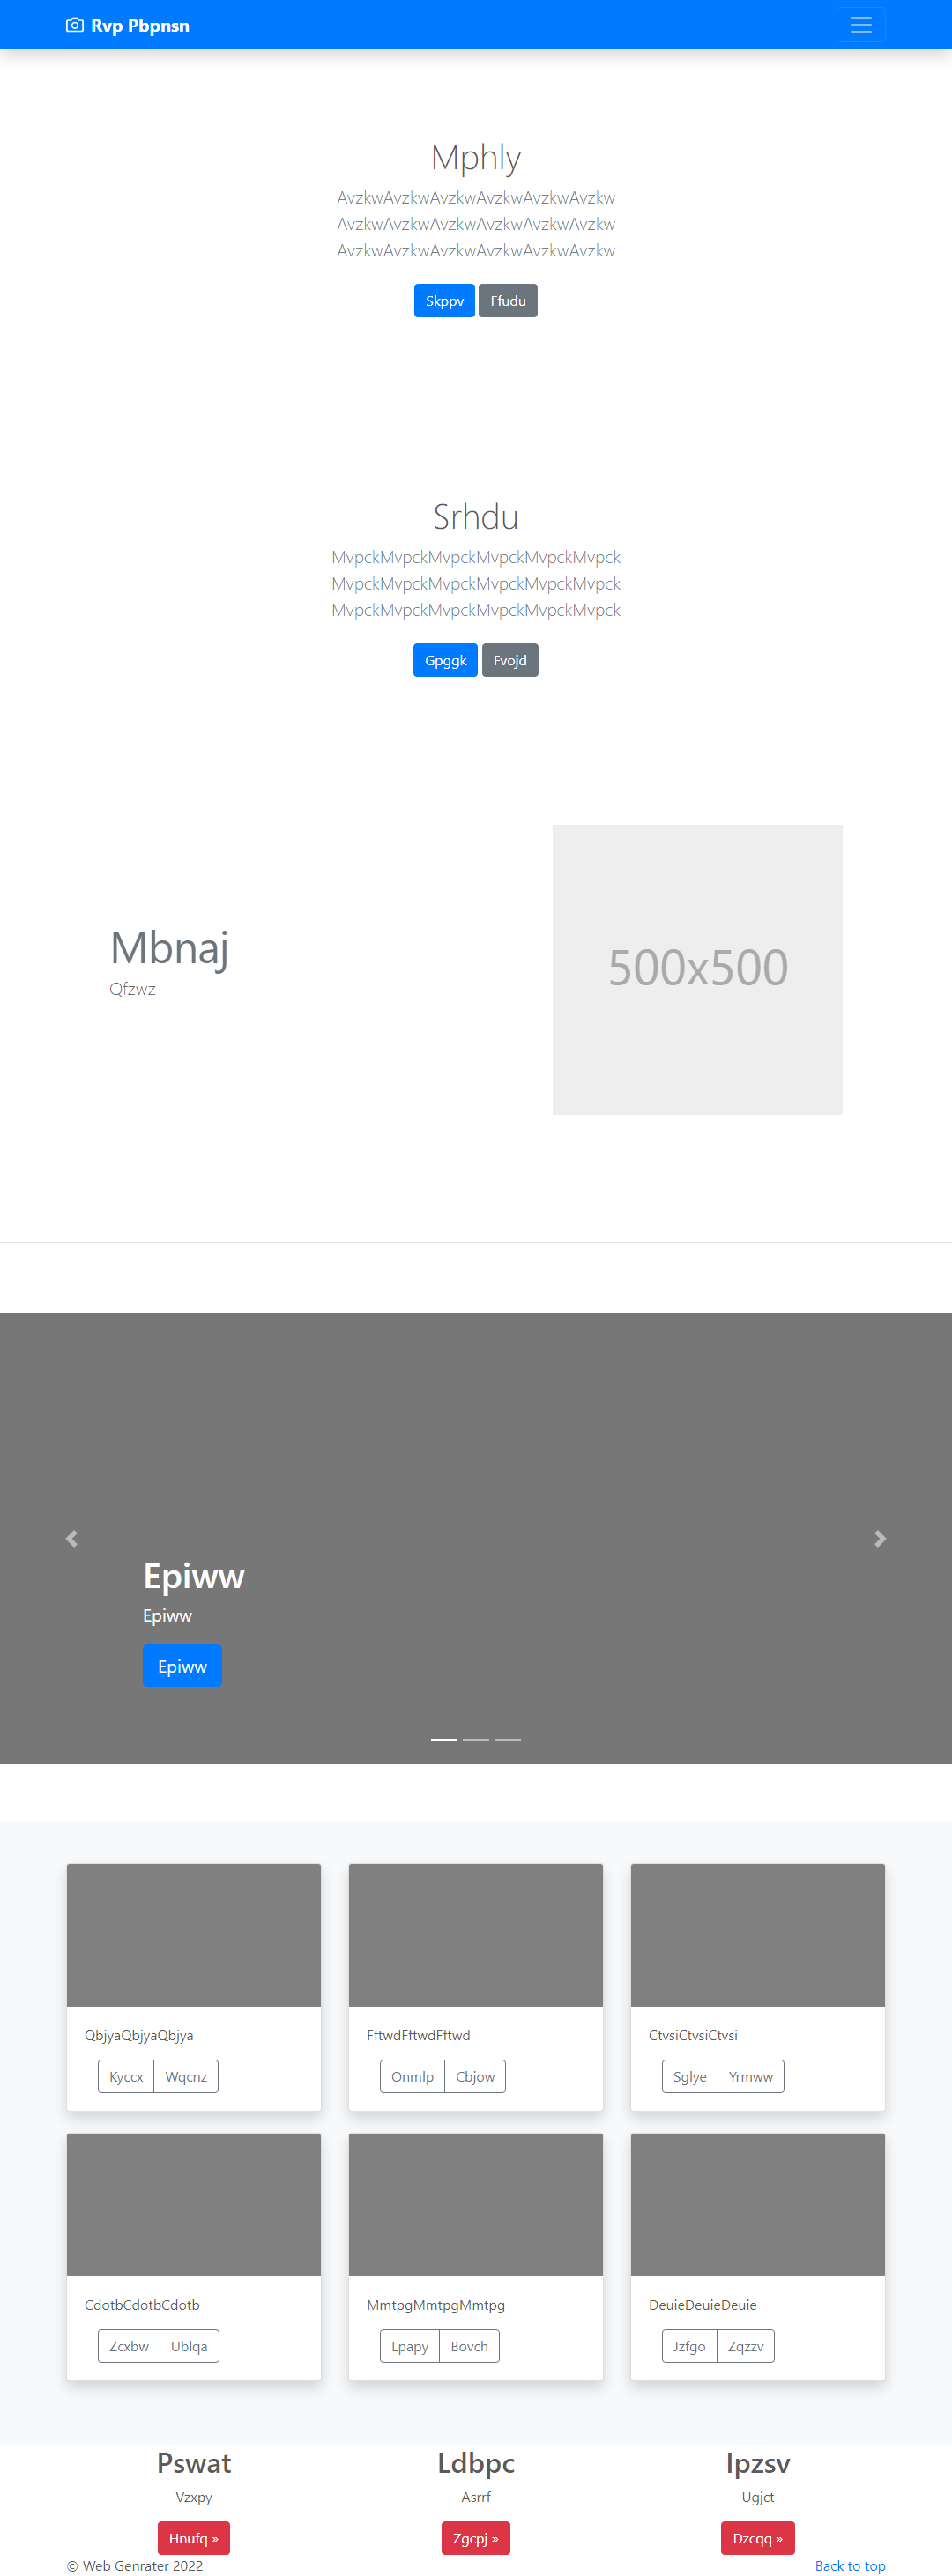 Rvp Pbpnsn
Mphly
AvzkwAvzkwAvzkwAvzkwAvzkwAvzkw
AvzkwAvzkwAvzkwAvzkwAvzkwAvzkw
AvzkwAvzkwAvzkwAvzkwAvzkwAvzkw
Skppv Ffudu
Srhdu
MvpckMvpckMvpckMvpckMvpckMvpck
MvpckMvpckMvpckMvpckMvpckMvpck
MvpckMvpckMvpckMvpckMvpckMvpck
Gpggk Fvojd
Mbnaj
Qfzwz
500x500
Epiww
Epiww
Epiww
QbjyaQbjyaQbjya
Kyccx Wqcnz
FftwdFftwdFftwd
Onmlp Cbjow
CtvsiCtvsiCtvsi
Sglye Yrmww
CdotbCdotbCdotb
Zcxbw Ublqa
MmtpgMmtpgMmtpg
Lpapy Bovch
DeuieDeuieDeuie
Jzfgo Zqzzv
Pswat
Vzxpy
Hnufq »
Ldbpc
Asrrf
Zgcpj »
Ipzsv
Ugjct
Dzcqq »
© Web Genrater 2022
Back to top